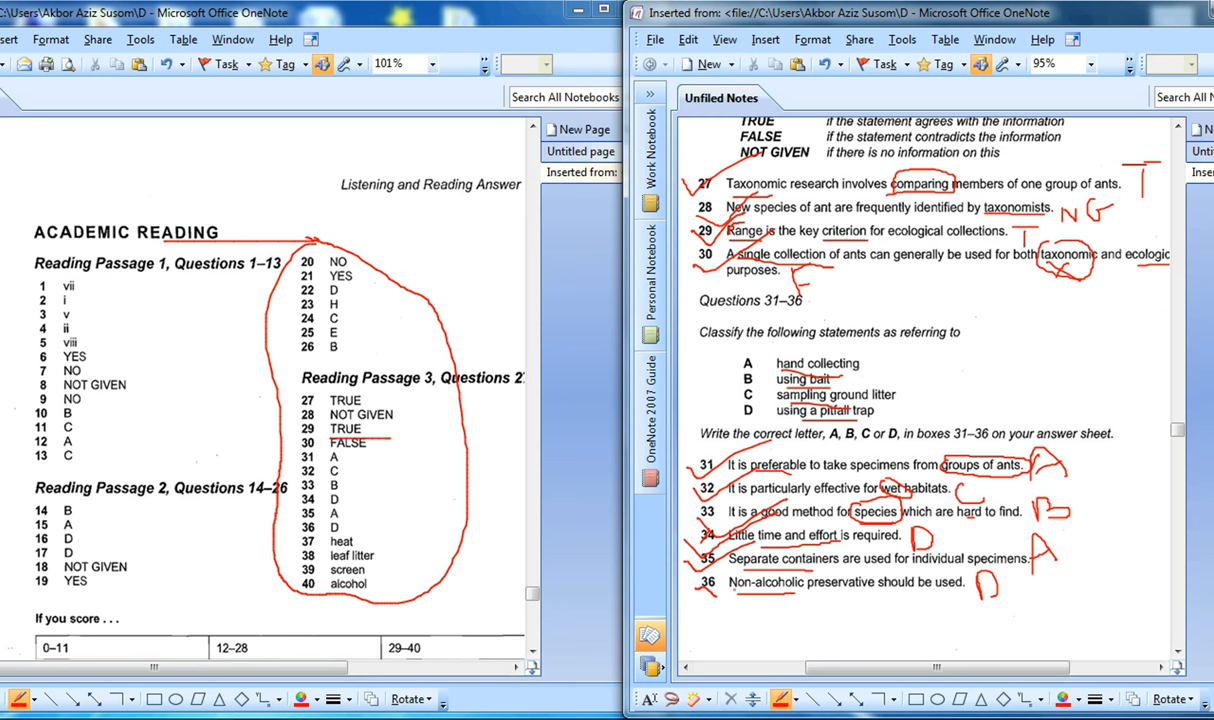 C:\Users\Akbor Aziz Susom\D - Microsoft Office OneNote
Format Share Tools Table Window Help
Task Tag 101%
Search All Notebooks
New Page
Untitled page
Inserted from:
Listening and Reading Answer
ACADEMIC READING
Reading Passage 1, Questions 1–13
1 vii
2 i
3 v
4 ii
5 viii
6 YES
7 NO
8 NOT GIVEN
9 NO
10 B
11 C
12 A
13 C
Reading Passage 2, Questions 14–26
14 B
15 A
16 D
17 D
18 NOT GIVEN
19 YES
20 NO
21 YES
22 D
23 H
24 C
25 E
26 B
Reading Passage 3, Questions
27 TRUE
28 NOT GIVEN
29 TRUE
30 FALSE
31 A
32 C
33 B
34 D
35 A
36 D
37 heat
38 leaf litter
39 screen
40 alcohol
If you score . . .
0–11 12–28 29–40
Rotate
Inserted from: <file://C:\Users\Akbor Aziz Susom\D - Microsoft Office OneNote
File Edit View Insert Format Share Tools Table Window Help
New Task Tag 95%
Unfiled Notes
Search All
Work Notebook
Personal Notebook
OneNote 2007 Guide
TRUE if the statement agrees with the information
FALSE if the statement contradicts the information
NOT GIVEN if there is no information on this
27 Taxonomic research involves comparing members of one group of ants. T
28 New species of ant are frequently identified by taxonomists. NG
29 Range is the key criterion for ecological collections. T
30 A single collection of ants can generally be used for both taxonomic and ecologic
purposes. F
Questions 31–36
Classify the following statements as referring to
A hand collecting
B using bait
C sampling ground litter
D using a pitfall trap
Write the correct letter, A, B, C or D, in boxes 31–36 on your answer sheet.
31 It is preferable to take specimens from groups of ants. A
32 It is particularly effective for wet habitats. C
33 It is a good method for species which are hard to find. B
34 Little time and effort is required. D
35 Separate containers are used for individual specimens. A
36 Non-alcoholic preservative should be used. D
Rotate